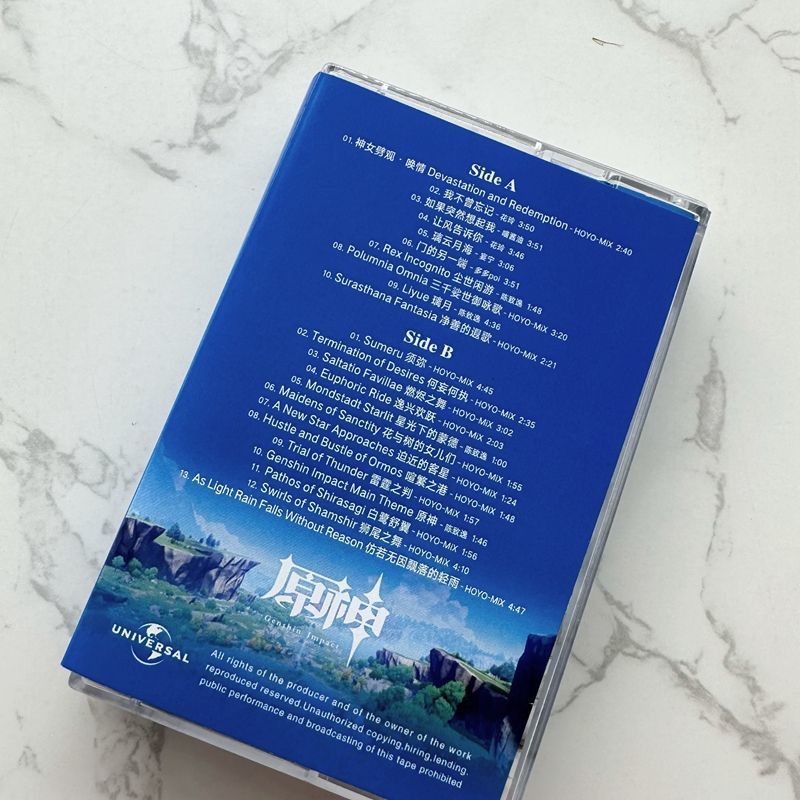 Side A
01. 神女劈观 · 唤情 Devastation and Redemption - HOYO-MiX 2:40
02. 我不曾忘记 - 花玲 3:50
03. 如果突然想起我 - 喵酱油 3:51
04. 让风告诉你 - 花玲 3:46
05. 璃云月海 - 宴宁 3:06
06. 门的另一端 - 多多poi 3:51
07. Rex Incognito 尘世闲游 - 陈致逸 1:48
08. Polumnia Omnia 三千娑世御咏歌 - HOYO-MiX 3:20
09. Liyue 璃月 - 陈致逸 4:36
10. Surasthana Fantasia 净善的遐歌 - HOYO-MiX 2:21
Side B
01. Sumeru 须弥 - HOYO-MiX 4:45
02. Termination of Desires 何妄何执 - HOYO-MiX 2:35
03. Saltatio Favillae 燃烬之舞 - HOYO-MiX 3:02
04. Euphoric Ride 逸兴欢跃 - HOYO-MiX 2:03
05. Mondstadt Starlit 星光下的蒙德 - 陈致逸 1:00
06. Maidens of Sanctity 花与树的女儿们 - HOYO-MiX 1:55
07. A New Star Approaches 迫近的客星 - HOYO-MiX 1:24
08. Hustle and Bustle of Ormos 喧繁之港 - HOYO-MiX 1:48
09. Trial of Thunder 雷霆之判 - HOYO-MiX 1:57
10. Genshin Impact Main Theme 原神 - 陈致逸 1:46
11. Pathos of Shirasagi 白鹭舒翼 - HOYO-MiX 1:56
12. Swirls of Shamshir 狮尾之舞 - HOYO-MiX 4:10
13. As Light Rain Falls Without Reason 仿若无因飘落的轻雨 - HOYO-MiX 4:47
原神
Genshin Impact
UNIVERSAL
All rights of the producer and of the owner of the work
reproduced reserved Unauthorized copying,hiring,lending.
public performance and broadcasting of this tape prohibited